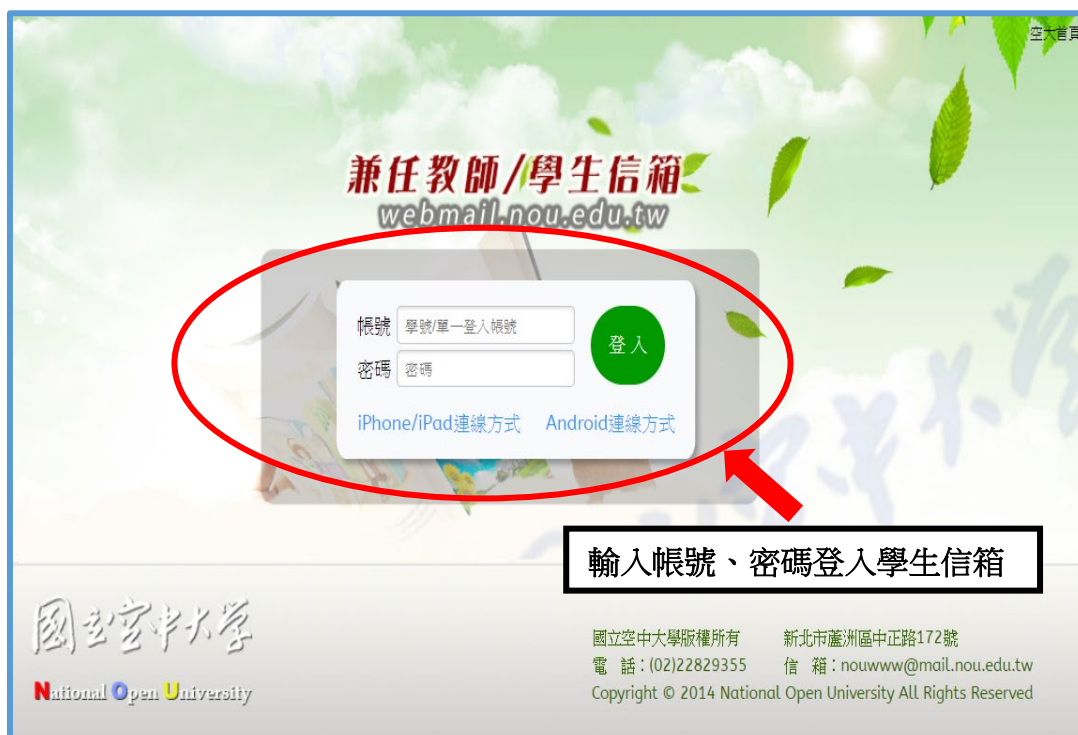 空大首頁
兼任教師/學生信箱
webmail.nou.edu.tw
帳號 學號/單一登入帳號
密碼 密碼
登入
iPhone/iPad連線方式 Android連線方式
輸入帳號、密碼登入學生信箱
國立空中大学
National Open University
國立空中大學版權所有 新北市蘆洲區中正路172號
電 話：(02)22829355 信 箱：nouwww@mail.nou.edu.tw
Copyright © 2014 National Open University All Rights Reserved